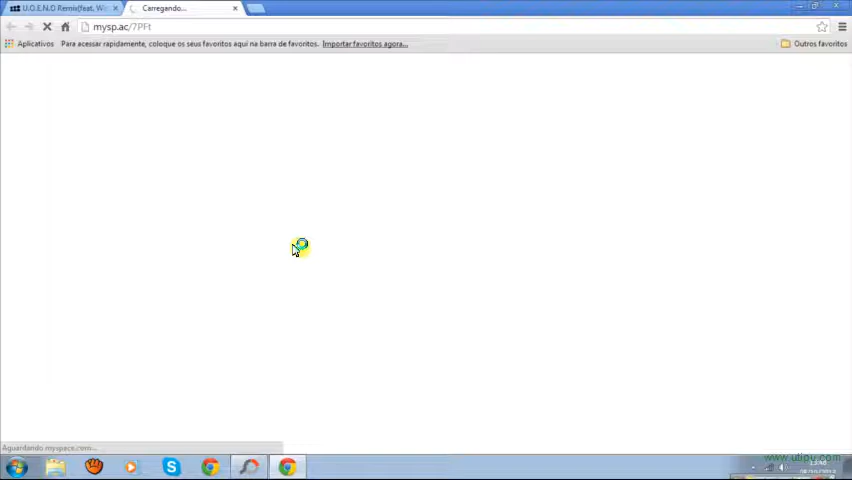 U.O.E.N.O Remix(feat. Wi
Carregando...
mysp.ac/7PFt
Aplicativos Para acessar rapidamente, coloque os seus favoritos aqui na barra de favoritos. Importar favoritos agora... Outros favoritos
Aguardando myspace.com...
www.utipu.com